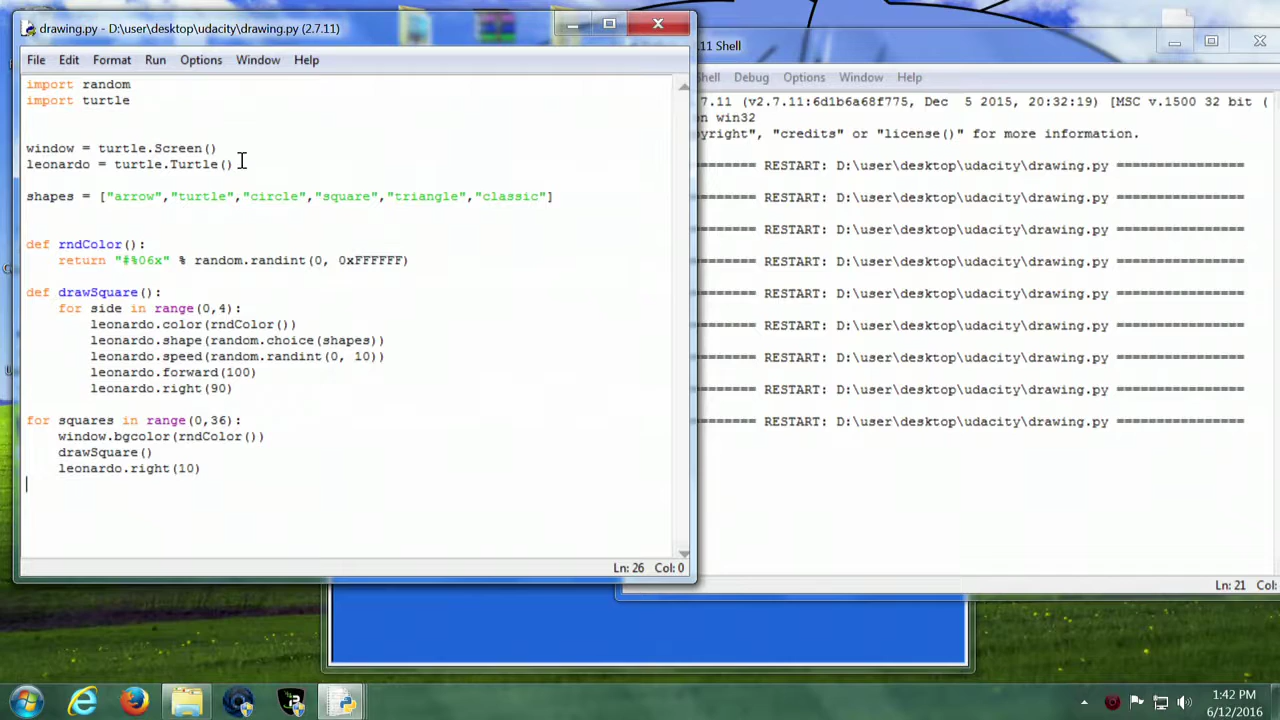 drawing.py - D:\user\desktop\udacity\drawing.py (2.7.11)
File Edit Format Run Options Window Help
import random
import turtle
window = turtle.Screen()
leonardo = turtle.Turtle()
shapes = ["arrow","turtle","circle","square","triangle","classic"]
def rndColor():
return "#%06x" % random.randint(0, 0xFFFFFF)
def drawSquare():
for side in range(0,4):
leonardo.color(rndColor())
leonardo.shape(random.choice(shapes))
leonardo.speed(random.randint(0, 10))
leonardo.forward(100)
leonardo.right(90)
for squares in range(0,36):
window.bgcolor(rndColor())
drawSquare()
leonardo.right(10)
Ln: 26 Col: 0
11 Shell
Shell Debug Options Window Help
.7.11 (v2.7.11:6d1b6a68f775, Dec 5 2015, 20:32:19) [MSC v.1500 32 bit (
on win32
pyright", "credits" or "license()" for more information.
======= RESTART: D:\user\desktop\udacity\drawing.py ================
======= RESTART: D:\user\desktop\udacity\drawing.py ================
======= RESTART: D:\user\desktop\udacity\drawing.py ================
======= RESTART: D:\user\desktop\udacity\drawing.py ================
======= RESTART: D:\user\desktop\udacity\drawing.py ================
======= RESTART: D:\user\desktop\udacity\drawing.py ================
======= RESTART: D:\user\desktop\udacity\drawing.py ================
======= RESTART: D:\user\desktop\udacity\drawing.py ================
======= RESTART: D:\user\desktop\udacity\drawing.py ================
Ln: 21 Col:
1:42 PM
6/12/2016